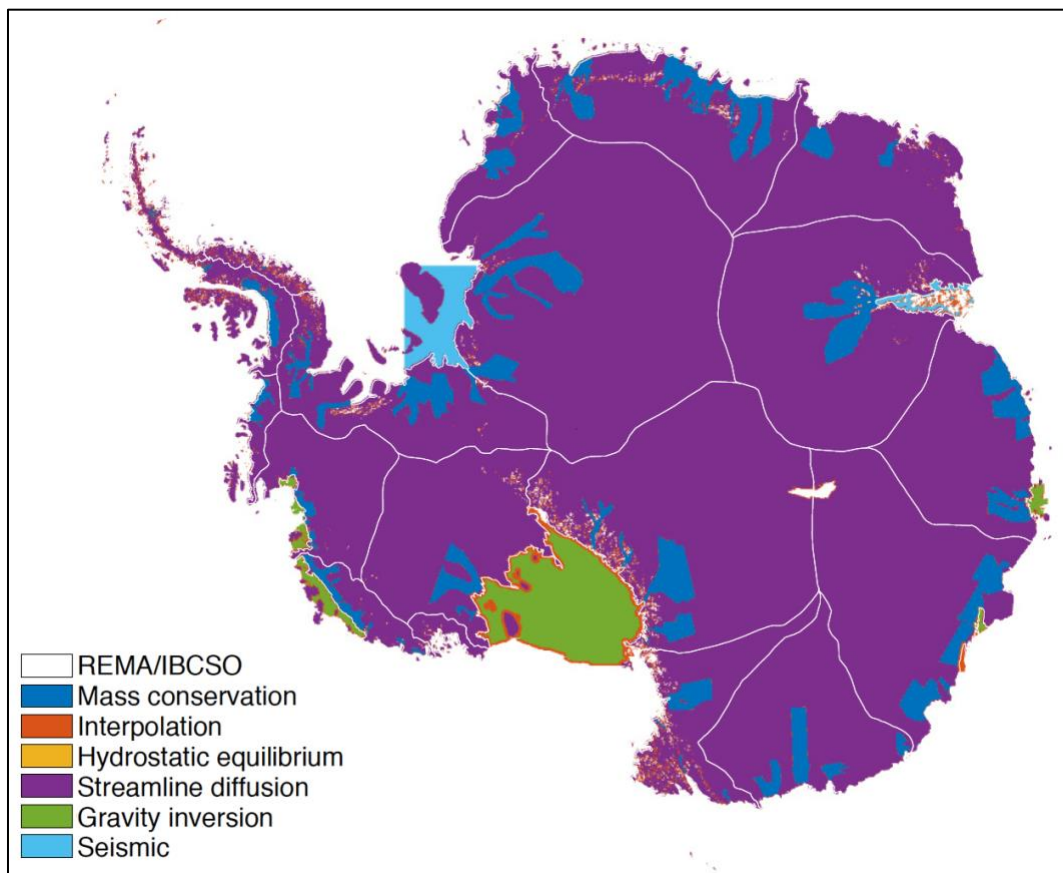 REMA/IBCSO
Mass conservation
Interpolation
Hydrostatic equilibrium
Streamline diffusion
Gravity inversion
Seismic